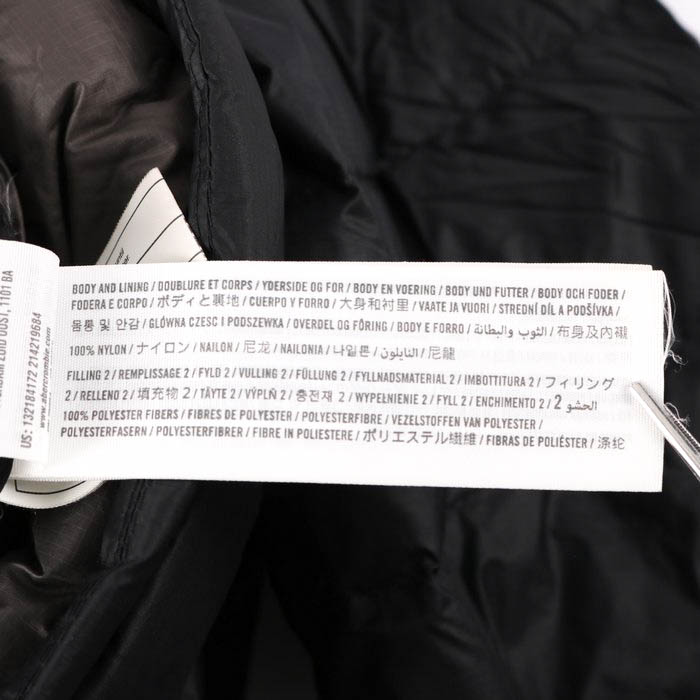 BODY AND LINING / DOUBLURE ET CORPS / YDERSIDE OG FOR / BODY EN VOERING / BODY UND FUTTER / BODY OCH FODER /
FODERA E CORPO / ボディと裏地 / CUERPO Y FORRO / 大身和衬里 / VAATE JA VUORI / STREDNÍ DÍL A PODŠÍVKA /
몸통 및 안감 / GŁÓWNA CZESC I PODSZEWKA / OVERDEL OG FÔRING / BODY E FORRO / الثوب والبطانة / 布身及內襯
100% NYLON / ナイロン / NAILON / 尼龙 / NAILONIA / 나일론 / النايلون / 尼龍
FILLING 2 / REMPLISSAGE 2 / FYLD 2 / VULLING 2 / FÜLLUNG 2 / FYLLNADSMATERIAL 2 / IMBOTTITURA 2 / フィリング
2 / RELLENO 2 / 填充物 2 / TÄYTE 2 / VÝPLŇ 2 / 충전재 2 / WYPEŁNIENIE 2 / FYLL 2 / ENCHIMENTO 2 / الحشو 2
100% POLYESTER FIBERS / FIBRES DE POLYESTER / POLYESTERFIBRE / VEZELSTOFFEN VAN POLYESTER /
POLYESTERFASERN / POLYESTERFIBRER / FIBRE IN POLIESTERE / ポリエステル繊維 / FIBRAS DE POLIÉSTER / 涤纶
US: 132184172 214219684
www.abercrombie.com